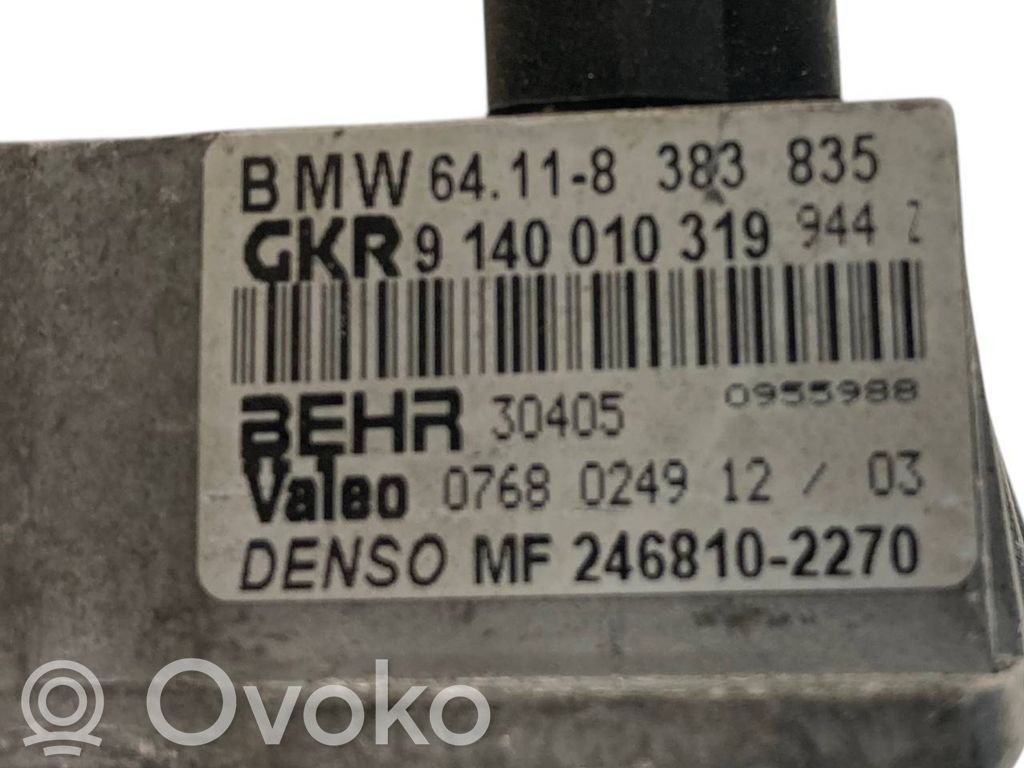 BMW 64.11-8 383 835
GKR 9 140 010 319 944 Z
0955988
BEHR 30405
Valeo 0768 0249 12 / 03
DENSO MF 246810-2270
Ovoko